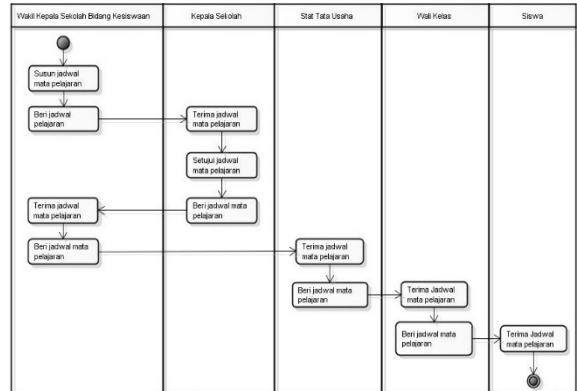 Wakil Kepala Sekolah Bidang Kesiswaan
Kepala Sekolah
Staf Tata Usaha
Wali Kelas
Siswa
Susun jadwal
mata pelajaran
Beri jadwal
pelajaran
Terima jadwal
mata pelajaran
Setujui jadwal
mata pelajaran
Beri jadwal mata
pelajaran
Terima jadwal
mata pelajaran
Beri jadwal mata
pelajaran
Terima jadwal
mata pelajaran
Beri jadwal mata
pelajaran
Terima Jadwal
mata pelajaran
Beri jadwal mata
pelajaran
Terima Jadwal
mata pelajaran